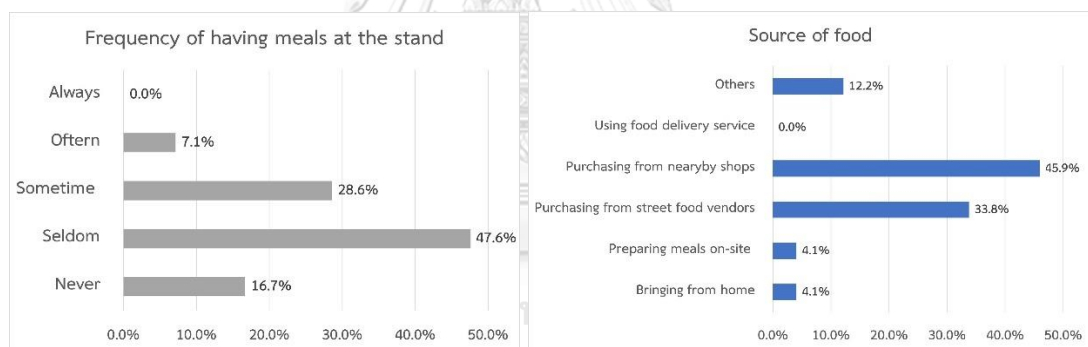 Frequency of having meals at the stand
Always 0.0%
Oftern 7.1%
Sometime 28.6%
Seldom 47.6%
Never 16.7%
0.0% 10.0% 20.0% 30.0% 40.0% 50.0%
Source of food
Others 12.2%
Using food delivery service 0.0%
Purchasing from nearyby shops 45.9%
Purchasing from street food vendors 33.8%
Preparing meals on-site 4.1%
Bringing from home 4.1%
0.0% 10.0% 20.0% 30.0% 40.0% 50.0%